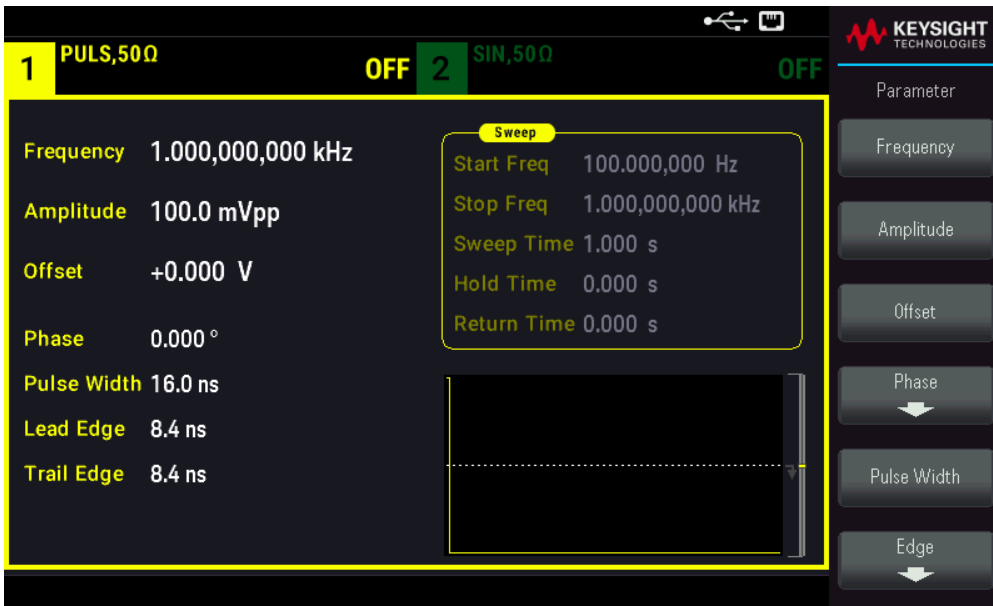 KEYSIGHT
TECHNOLOGIES
1 PULS,50Ω OFF
2 SIN,50Ω OFF
Frequency 1.000,000,000 kHz
Amplitude 100.0 mVpp
Offset +0.000 V
Phase 0.000 °
Pulse Width 16.0 ns
Lead Edge 8.4 ns
Trail Edge 8.4 ns
Sweep
Start Freq 100.000,000 Hz
Stop Freq 1.000,000,000 kHz
Sweep Time 1.000 s
Hold Time 0.000 s
Return Time 0.000 s
Parameter
Frequency
Amplitude
Offset
Phase
Pulse Width
Edge